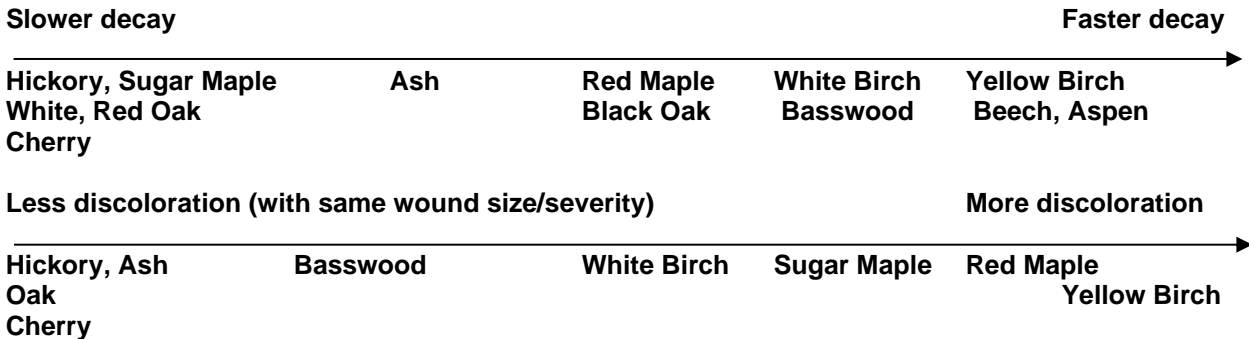 Slower decay Faster decay
Hickory, Sugar Maple Ash Red Maple White Birch Yellow Birch
White, Red Oak Black Oak Basswood Beech, Aspen
Cherry
Less discoloration (with same wound size/severity) More discoloration
Hickory, Ash Basswood White Birch Sugar Maple Red Maple
Oak Yellow Birch
Cherry